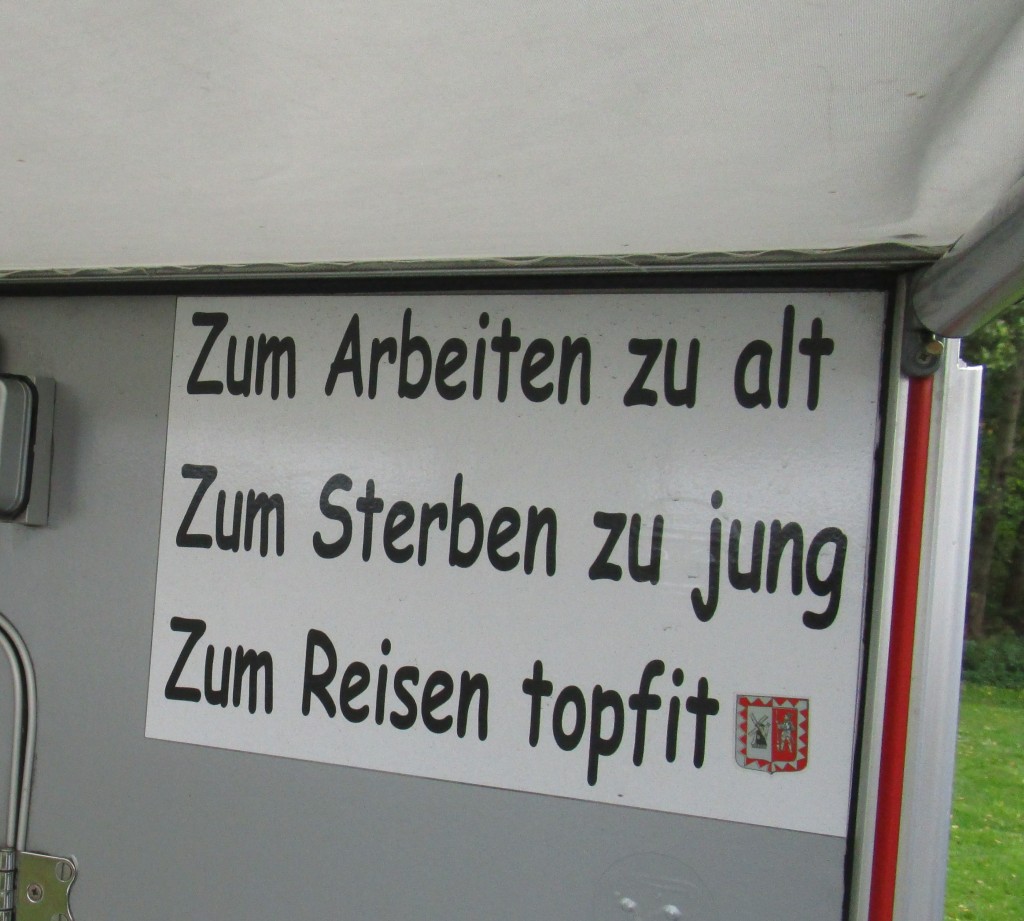 Zum Arbeiten zu alt
Zum Sterben zu jung
Zum Reisen topfit